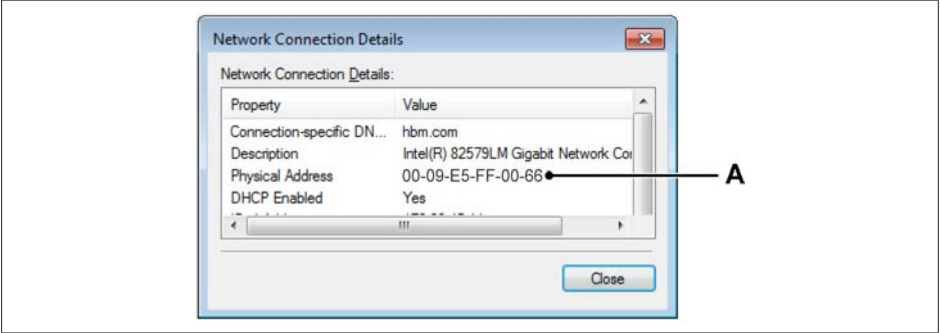 Network Connection Details
Network Connection Details:
Property Value
Connection-specific DN... hbm.com
Description Intel(R) 82579LM Gigabit Network Co
Physical Address 00-09-E5-FF-00-66 A
DHCP Enabled Yes
Close